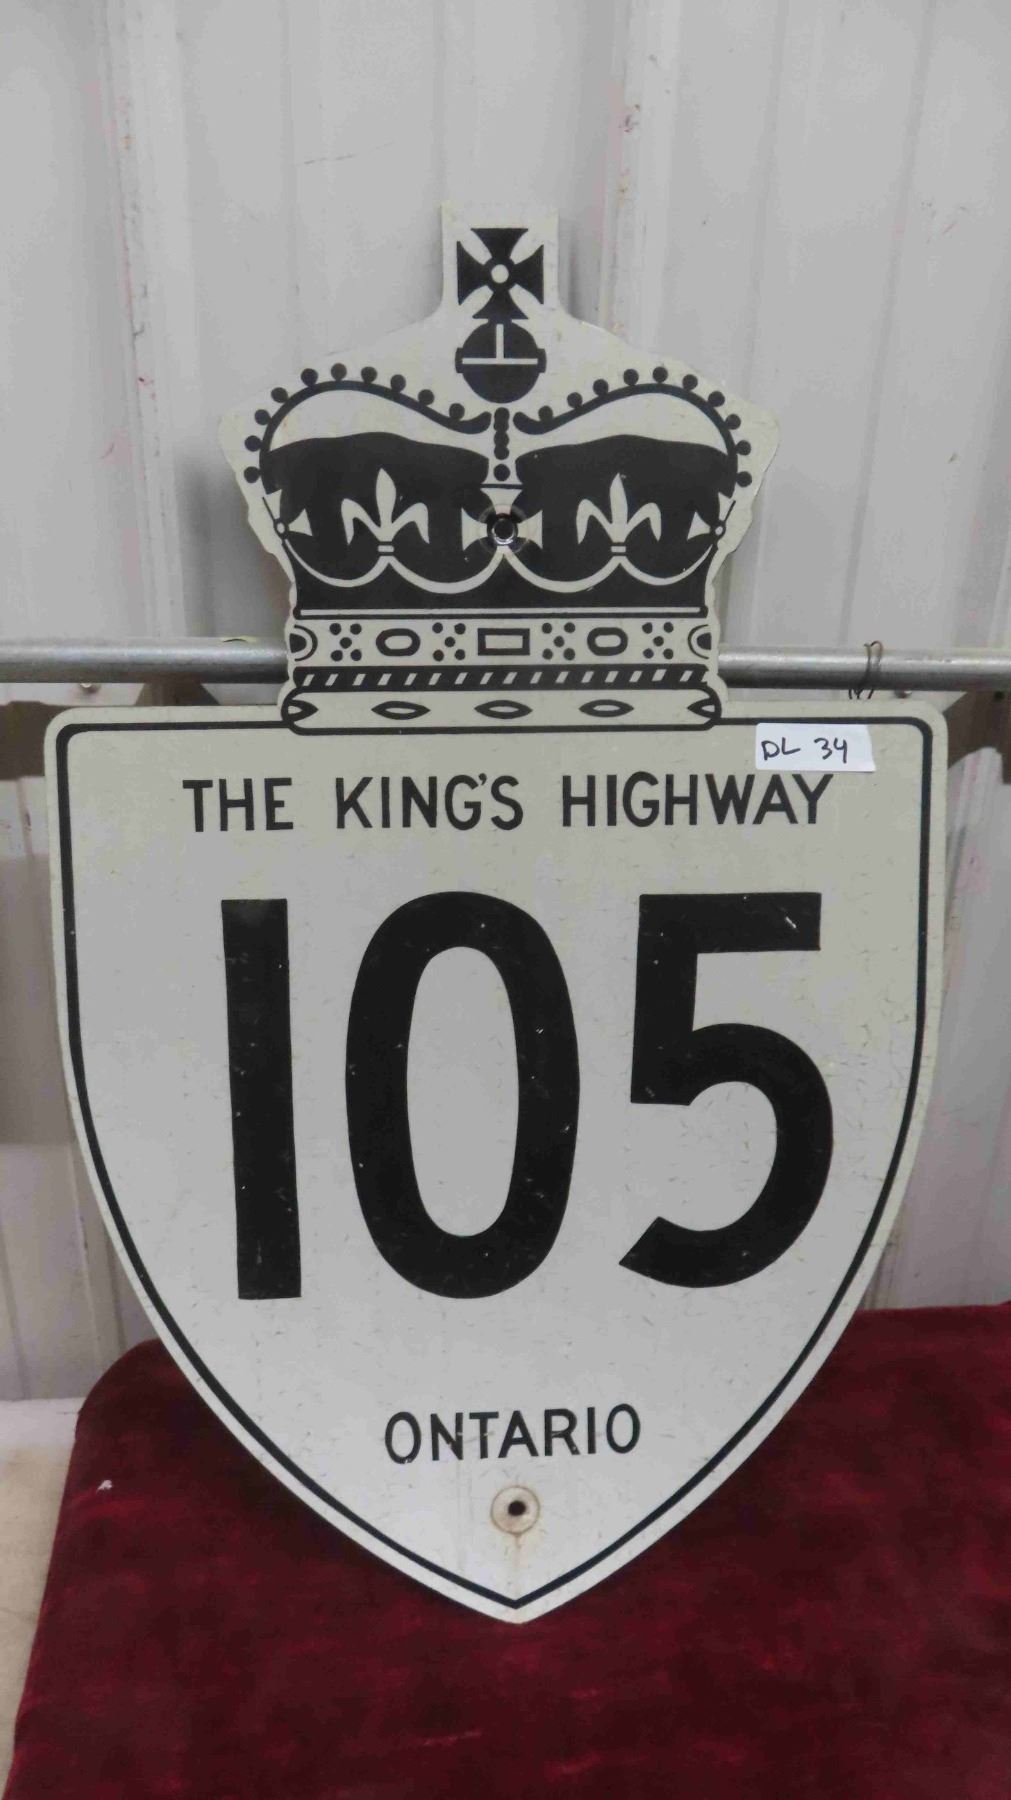 DL 34
THE KING'S HIGHWAY
105
ONTARIO